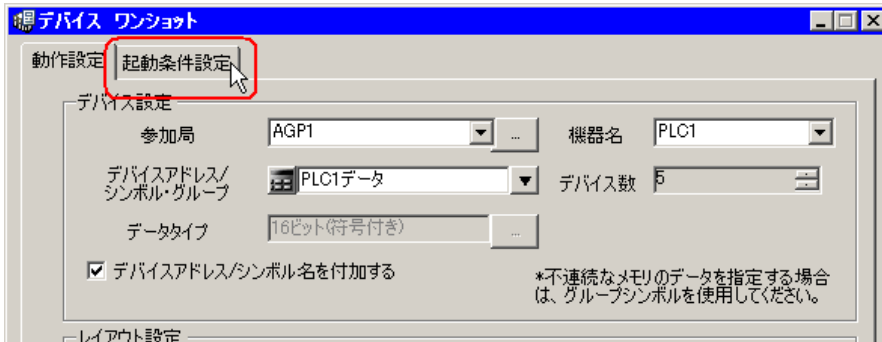 デバイス ワンショット
動作設定 起動条件設定
デバイス設定
参加局 AGP1 ... 機器名 PLC1
デバイスアドレス/
シンボル・グループ PLC1データ デバイス数 5
データタイプ 16ビット(符号付き) ...
デバイスアドレス/シンボル名を付加する
*不連続なメモリのデータを指定する場合
は、グループシンボルを使用してください。
レイアウト設定